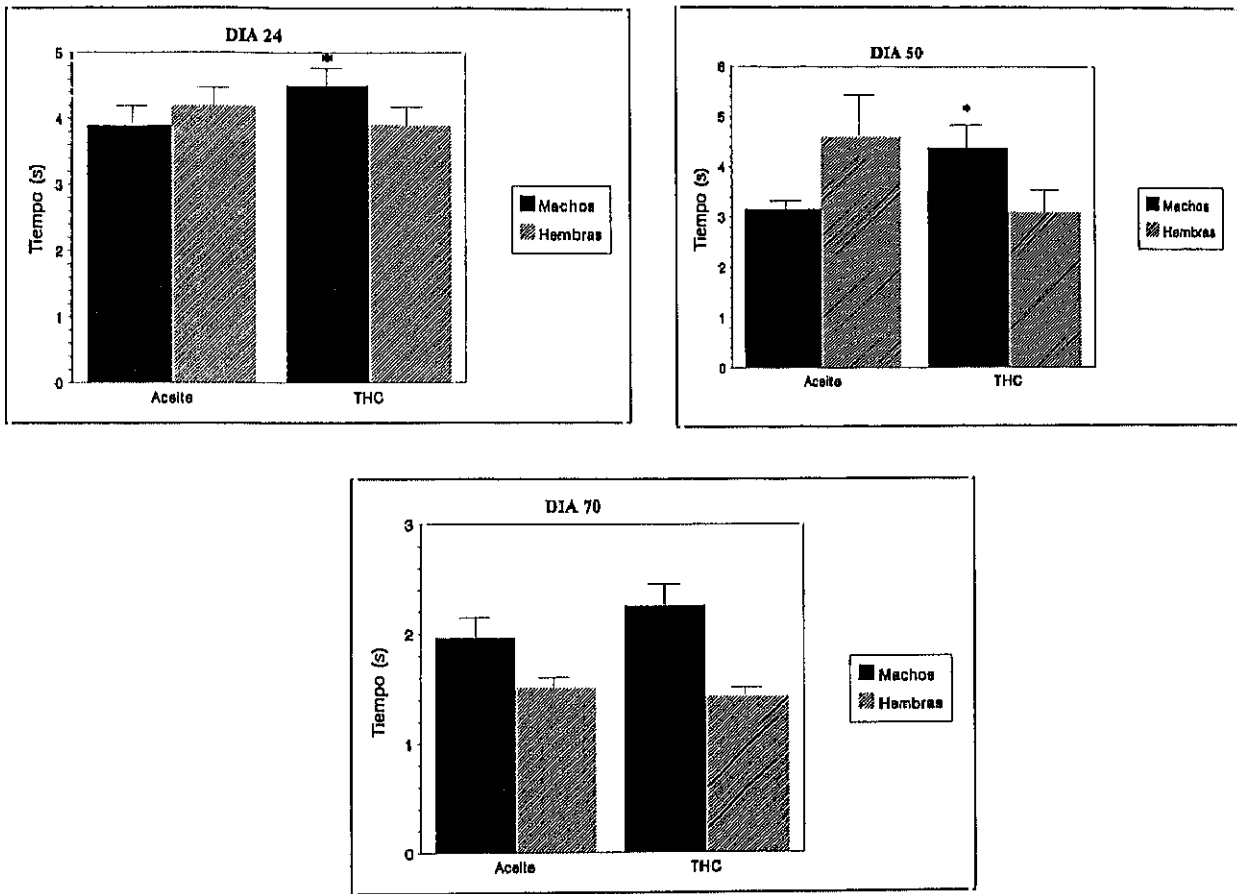 DIA 24
5
4
3
2
1
0
Tiempo (s)
*
Aceite
THC
Machos
Hembras
DIA 50
6
5
4
3
2
1
0
Tiempo (s)
*
Aceite
THC
Machos
Hembras
DIA 70
3
2
1
0
Tiempo (s)
Aceite
THC
Machos
Hembras